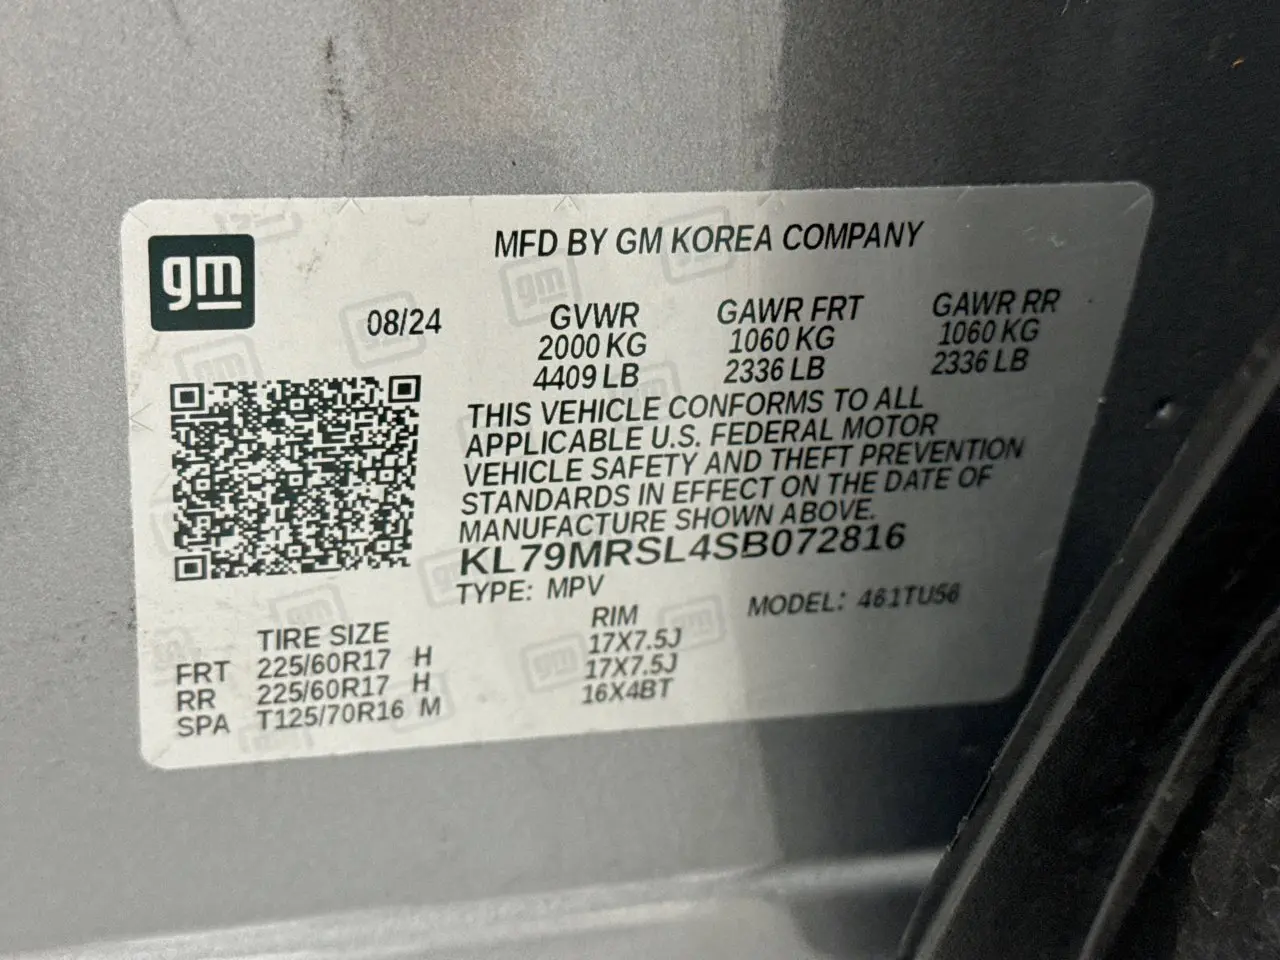 gm
MFD BY GM KOREA COMPANY
08/24
GVWR GAWR FRT GAWR RR
2000 KG 1060 KG 1060 KG
4409 LB 2336 LB 2336 LB
THIS VEHICLE CONFORMS TO ALL
APPLICABLE U.S. FEDERAL MOTOR
VEHICLE SAFETY AND THEFT PREVENTION
STANDARDS IN EFFECT ON THE DATE OF
MANUFACTURE SHOWN ABOVE.
KL79MRSL4SB072816
TYPE: MPV MODEL: 461TU56
TIRE SIZE RIM
FRT 225/60R17 H 17X7.5J
RR 225/60R17 H 17X7.5J
SPA T125/70R16 M 16X4BT